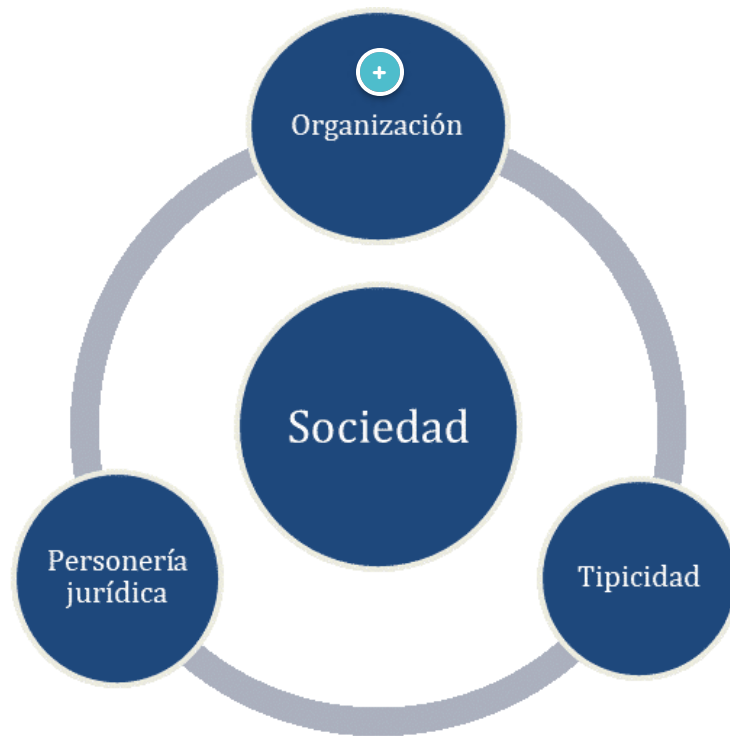 +
Organización
Sociedad
Personería
jurídica
Tipicidad